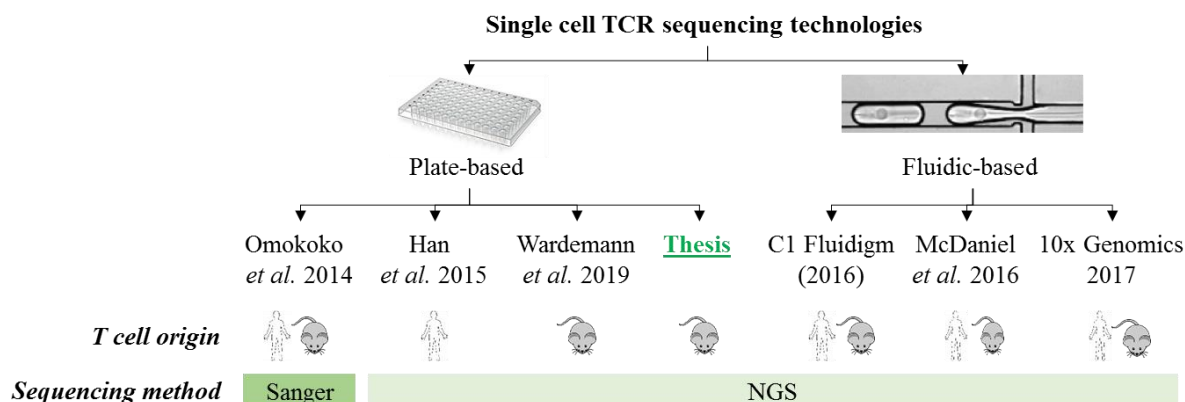 Single cell TCR sequencing technologies
Plate-based
Fluidic-based
Omokoko
et al. 2014
Han
et al. 2015
Wardemann
et al. 2019
Thesis
C1 Fluidigm
(2016)
McDaniel
et al. 2016
10x Genomics
2017
T cell origin
Sequencing method
Sanger
NGS